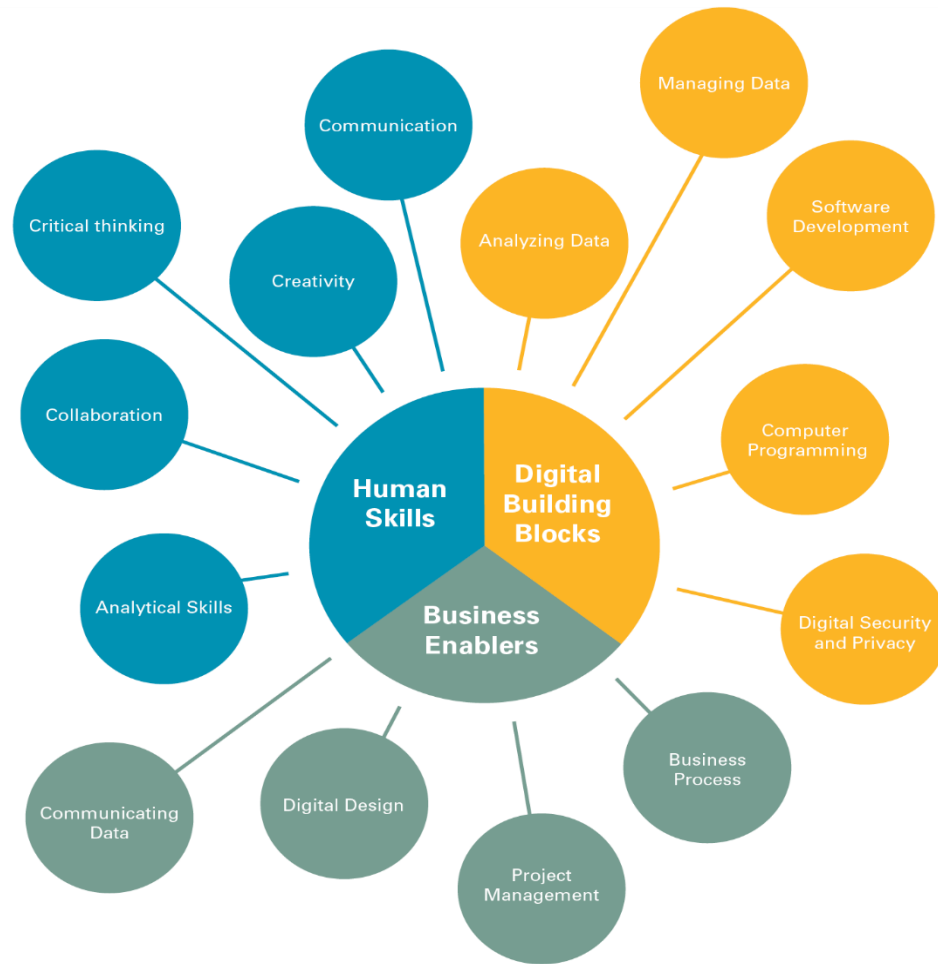 Managing Data
Communication
Software
Development
Critical thinking
Analyzing Data
Creativity
Collaboration
Computer
Programming
Human
Skills
Digital
Building
Blocks
Analytical Skills
Business
Enablers
Digital Security
and Privacy
Business
Process
Communicating
Data
Digital Design
Project
Management